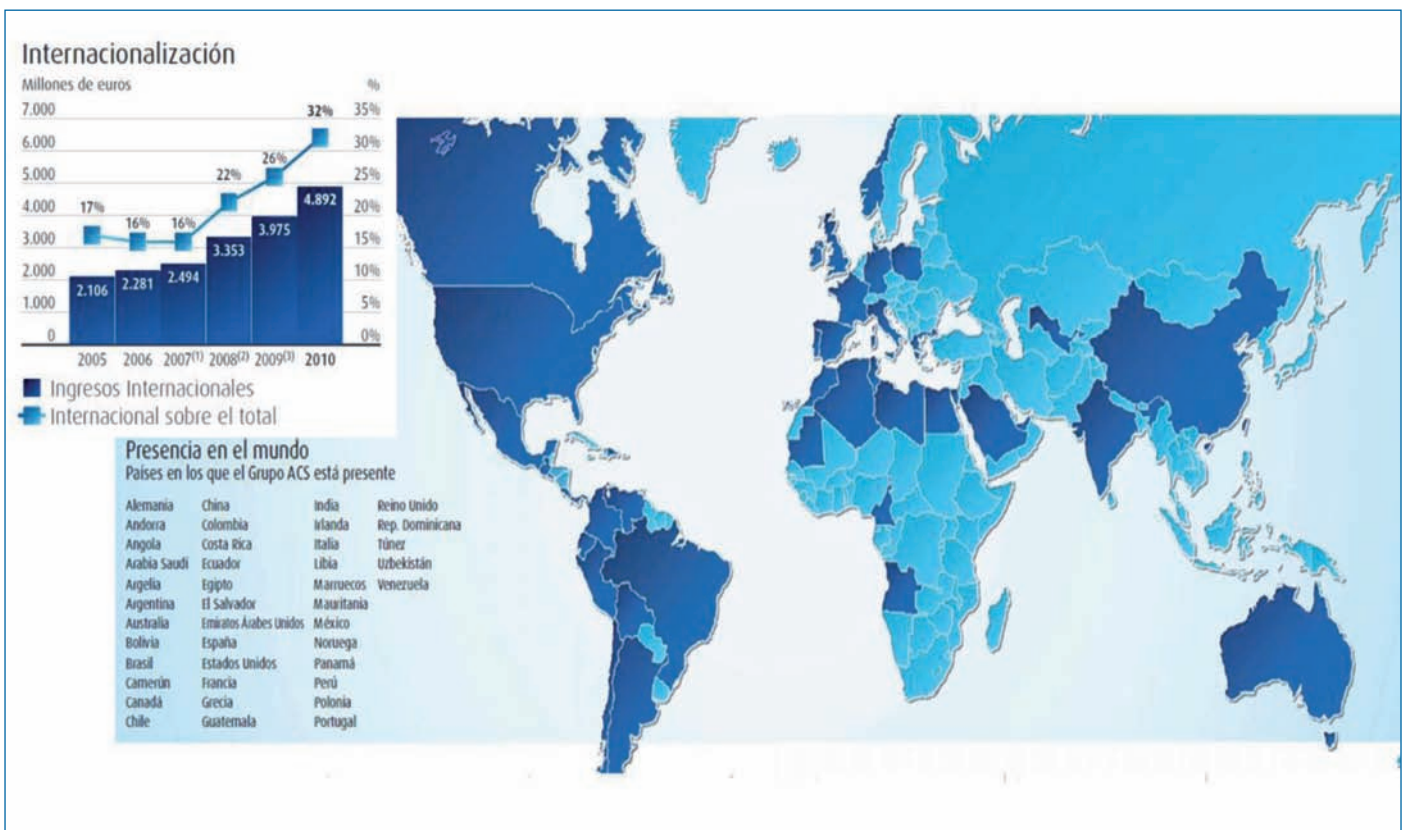 Internacionalización
Millones de euros %
7.000 32% 35%
6.000 30%
5.000 26% 25%
4.000 22% 4.892 20%
3.000 17% 16% 16% 3.353 3.975 15%
2.000 2.106 2.281 2.494 10%
1.000 5%
0 0%
2005 2006 2007(1) 2008(2) 2009(3) 2010
Ingresos Internacionales
Internacional sobre el total
Presencia en el mundo
Países en los que el Grupo ACS está presente
Alemania China India Reino Unido
Andorra Colombia Irlanda Rep. Dominicana
Angola Costa Rica Italia Túnez
Arabia Saudí Ecuador Libia Uzbekistán
Argelia Egipto Marruecos Venezuela
Argentina El Salvador Mauritania
Australia Emiratos Árabes Unidos México
Bolivia España Noruega
Brasil Estados Unidos Panamá
Camerún Francia Perú
Canadá Grecia Polonia
Chile Guatemala Portugal